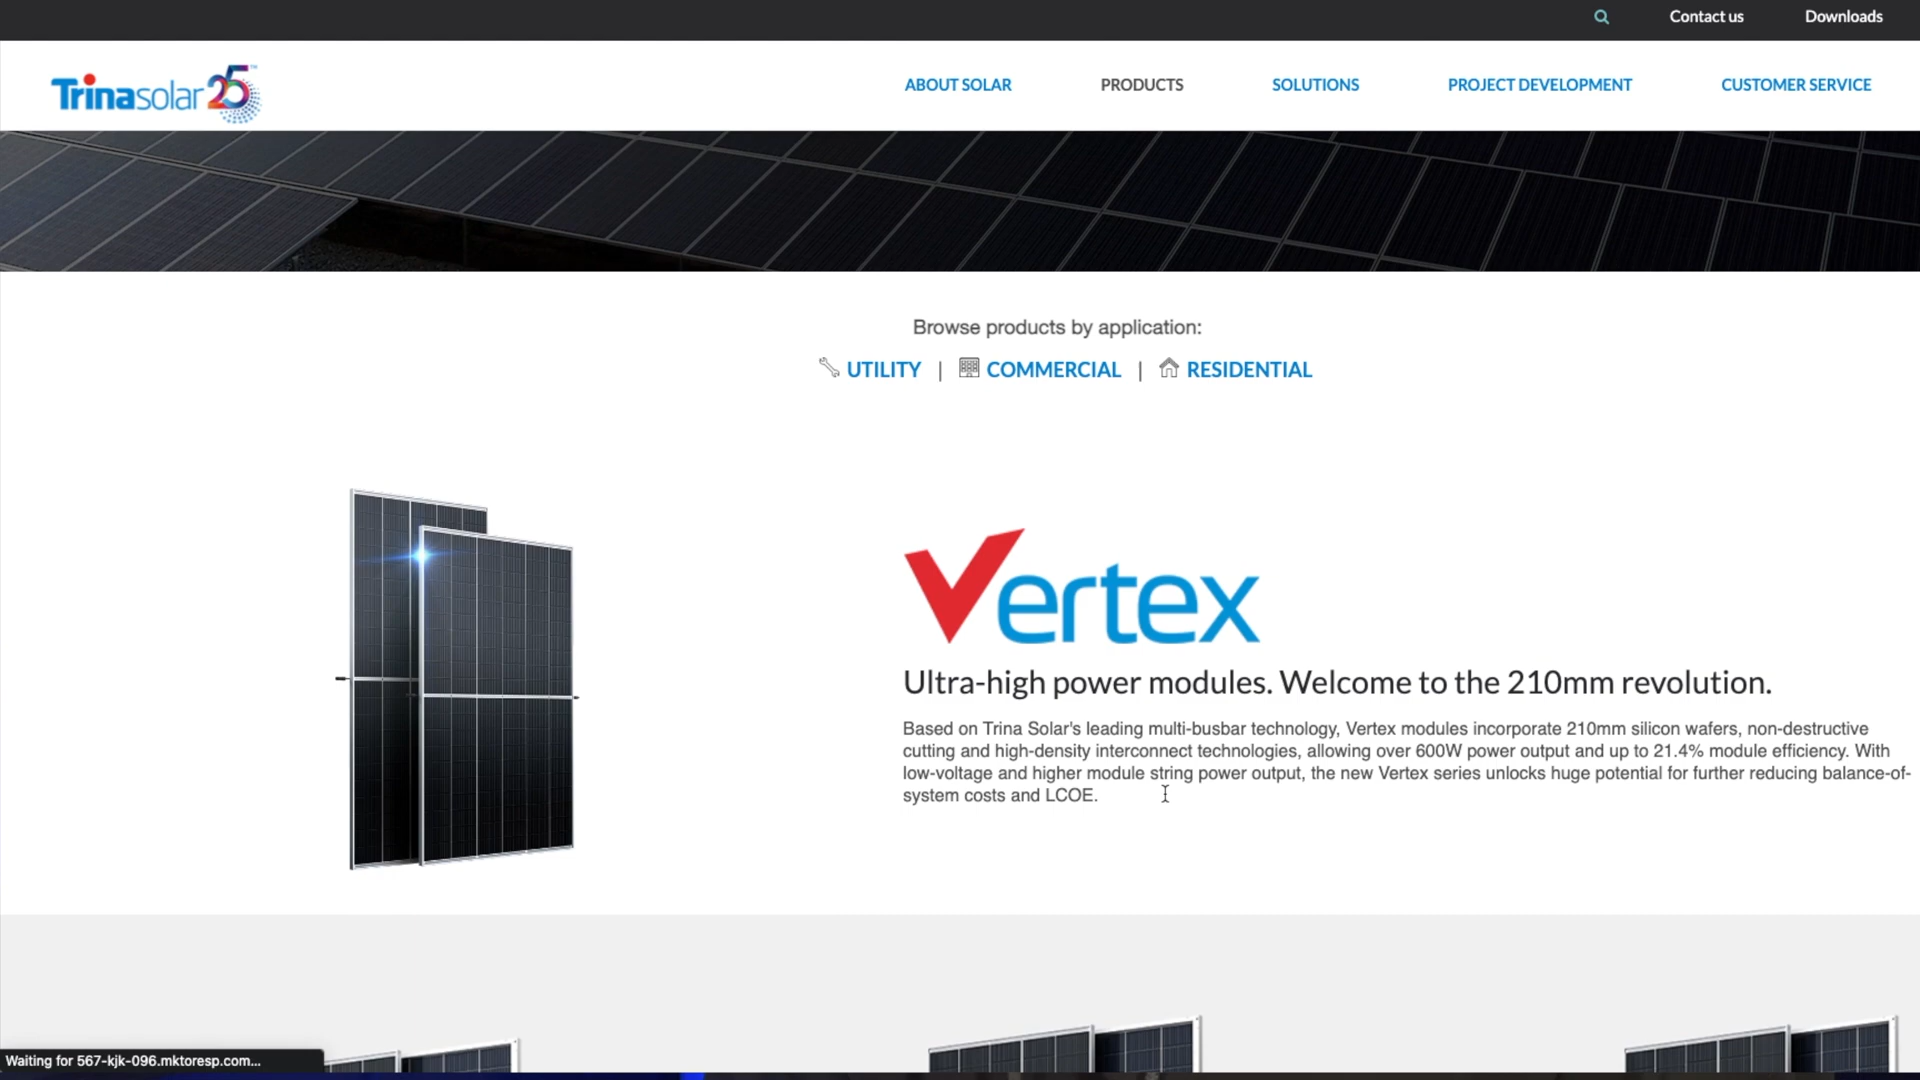 Contact us
Downloads
Trinasolar 25
ABOUT SOLAR
PRODUCTS
SOLUTIONS
PROJECT DEVELOPMENT
CUSTOMER SERVICE
Browse products by application:
UTILITY | COMMERCIAL | RESIDENTIAL
Vertex
Ultra-high power modules. Welcome to the 210mm revolution.
Based on Trina Solar's leading multi-busbar technology, Vertex modules incorporate 210mm silicon wafers, non-destructive
cutting and high-density interconnect technologies, allowing over 600W power output and up to 21.4% module efficiency. With
low-voltage and higher module string power output, the new Vertex series unlocks huge potential for further reducing balance-of-
system costs and LCOE.
Waiting for 567-kjk-096.mktoresp.com...